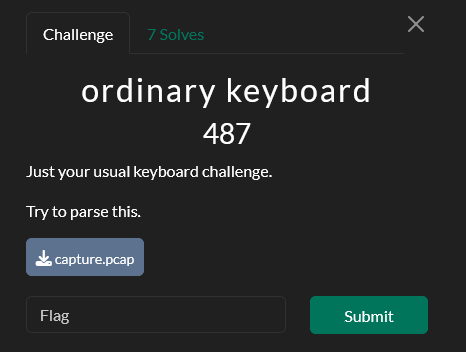 Challenge
7 Solves
ordinary keyboard
487
Just your usual keyboard challenge.
Try to parse this.
capture.pcap
Flag
Submit